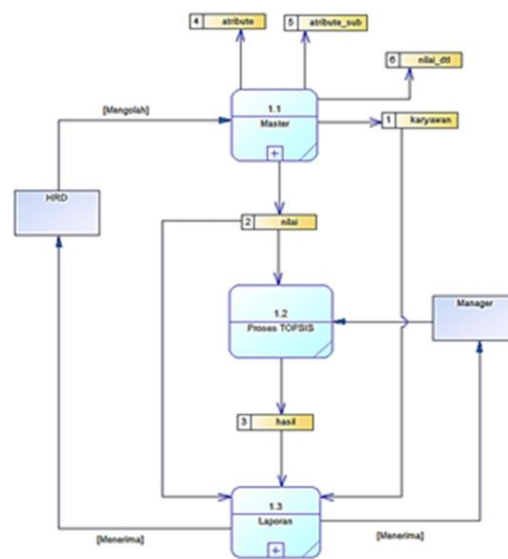 4 atribute
5 atribute_sub
6 nilai_dtl
1.1
Master
[Mengolah]
1 karyawan
HRD
2 nilai
1.2
Proses TOPSIS
Manager
3 hasil
1.3
Laporan
[Menerima]
[Menerima]